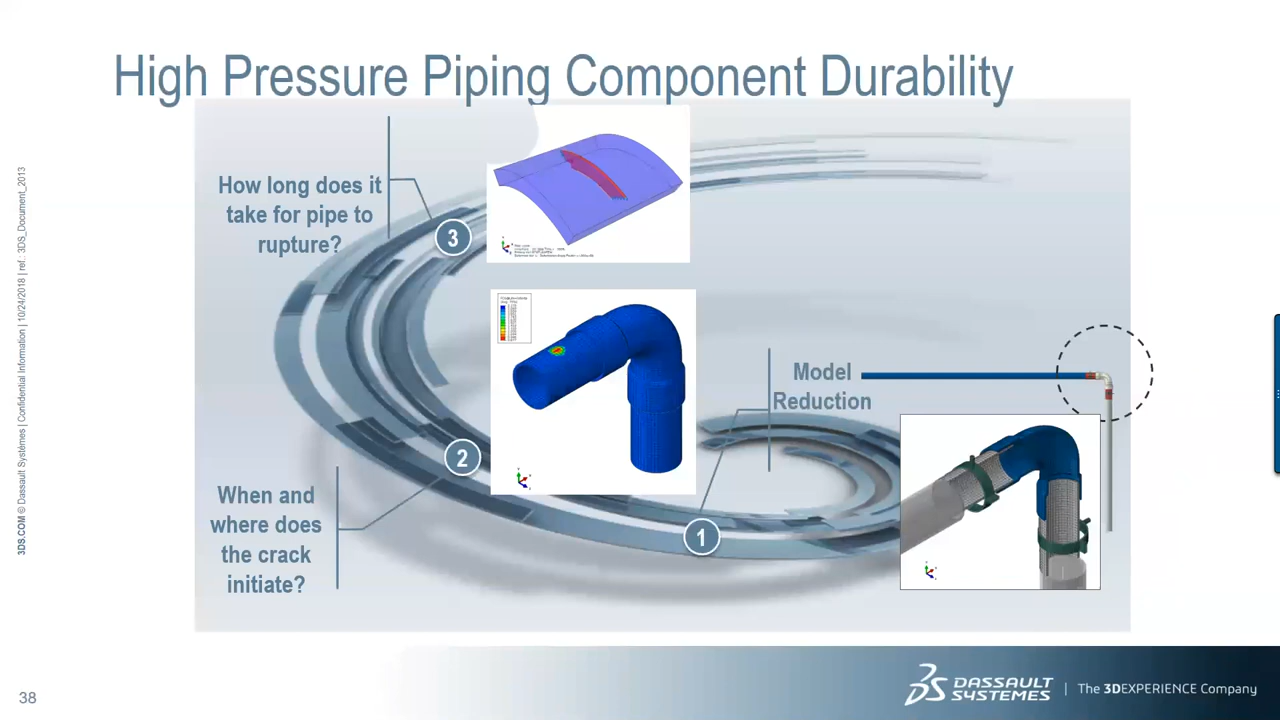 High Pressure Piping Component Durability
How long does it
take for pipe to
rupture?
3
Model
Reduction
2
When and
where does
the crack
initiate?
1
3DS.COM © Dassault Systèmes | Confidential Information | 10/24/2018 | ref.: 3DS_Document_2013
38
DASSAULT
SYSTEMES
The 3DEXPERIENCE Company